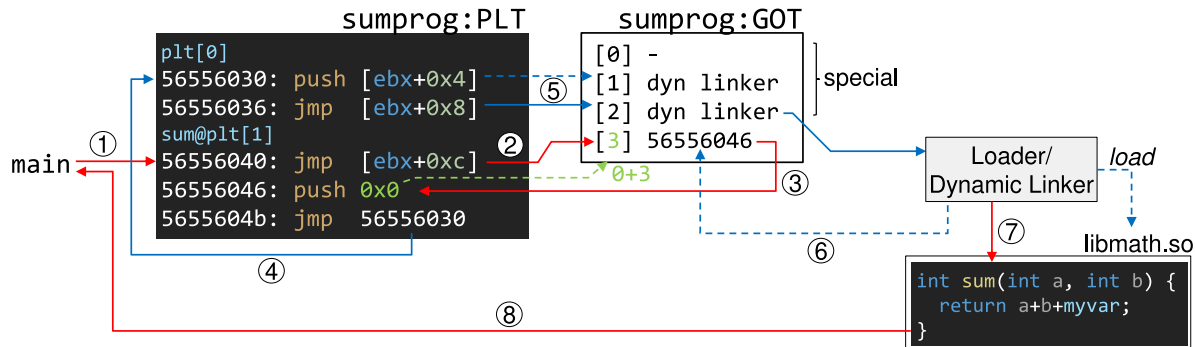 sumprog:PLT
sumprog:GOT
plt[0]
56556030: push [ebx+0x4]
56556036: jmp [ebx+0x8]
sum@plt[1]
56556040: jmp [ebx+0xc]
56556046: push 0x0
5655604b: jmp 56556030
[0] -
[1] dyn linker
[2] dyn linker
[3] 56556046
special
0+3
main
①
②
③
④
⑤
⑥
⑦
⑧
Loader/
Dynamic Linker
load
libmath.so
int sum(int a, int b) {
return a+b+myvar;
}